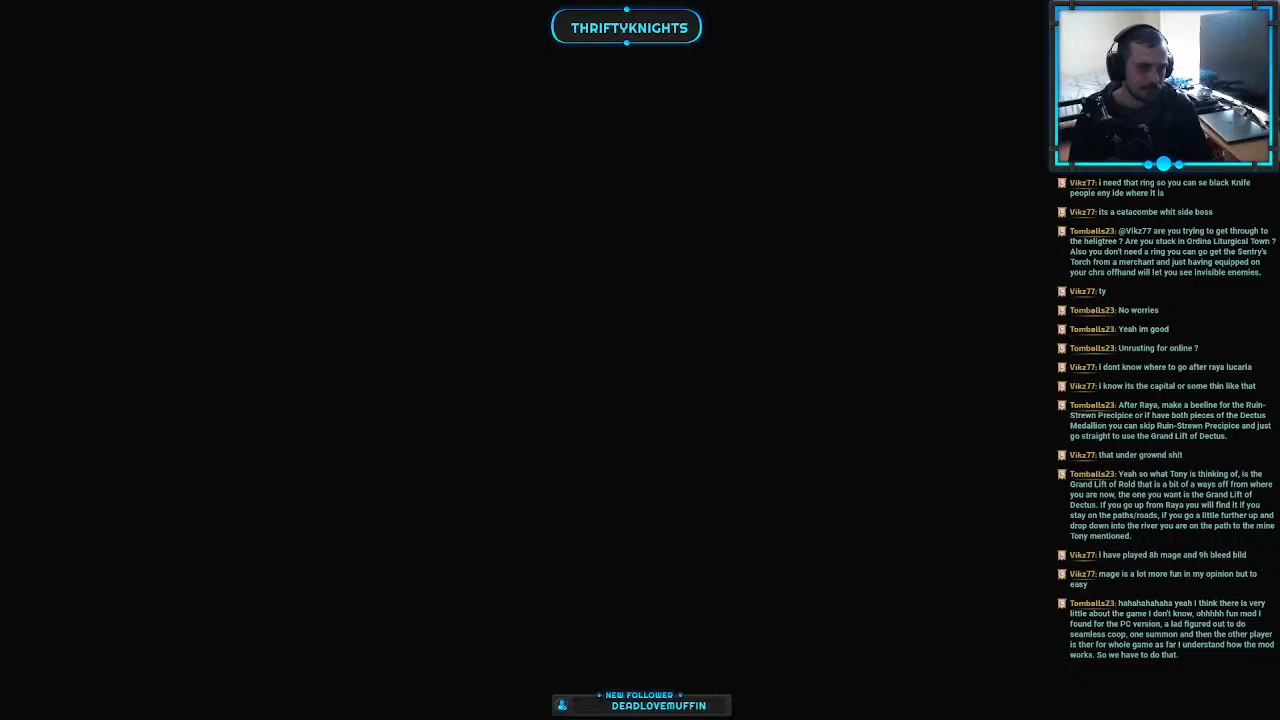 THRIFTYKNIGHTS
Vikz77: i need that ring so you can se black Knife
people eny ide where it is
Vikz77: its a catacombe whit side boss
Tomballs23: @Vikz77 are you trying to get through to
the heligtree ? Are you stuck in Ordina Liturgical Town ?
Also you don't need a ring you can go get the Sentry's
Torch from a merchant and just having equipped on
your chrs offhand will let you see invisible enemies.
Vikz77: ty
Tomballs23: No worries
Tomballs23: Yeah im good
Tomballs23: Unrusting for online ?
Vikz77: i dont know where to go after raya lucaria
Vikz77: i know its the capital or some thin like that
Tomballs23: After Raya, make a beeline for the Ruin-
Strewn Precipice or if have both pieces of the Dectus
Medallion you can skip Ruin-Strewn Precipice and just
go straight to use the Grand Lift of Dectus.
Vikz77: that under grownd shit
Tomballs23: Yeah so what Tony is thinking of, is the
Grand Lift of Rold that is a bit of a ways off from where
you are now, the one you want is the Grand Lift of
Dectus. If you go up from Raya you will find it if you
stay on the paths/roads, if you go a little further up and
drop down into the river you are on the path to the mine
Tony mentioned.
Vikz77: i have played 8h mage and 9h bleed bild
Vikz77: mage is a lot more fun in my opinion but to
easy
Tomballs23: hahahahahaha yeah I think there is very
little about the game I don't know, ohhhhh fun mod I
found for the PC version, a lad figured out to do
seamless coop, one summon and then the other player
is ther for whole game as far I understand how the mod
works. So we have to do that.
NEW FOLLOWER
DEADLOVEMUFFIN